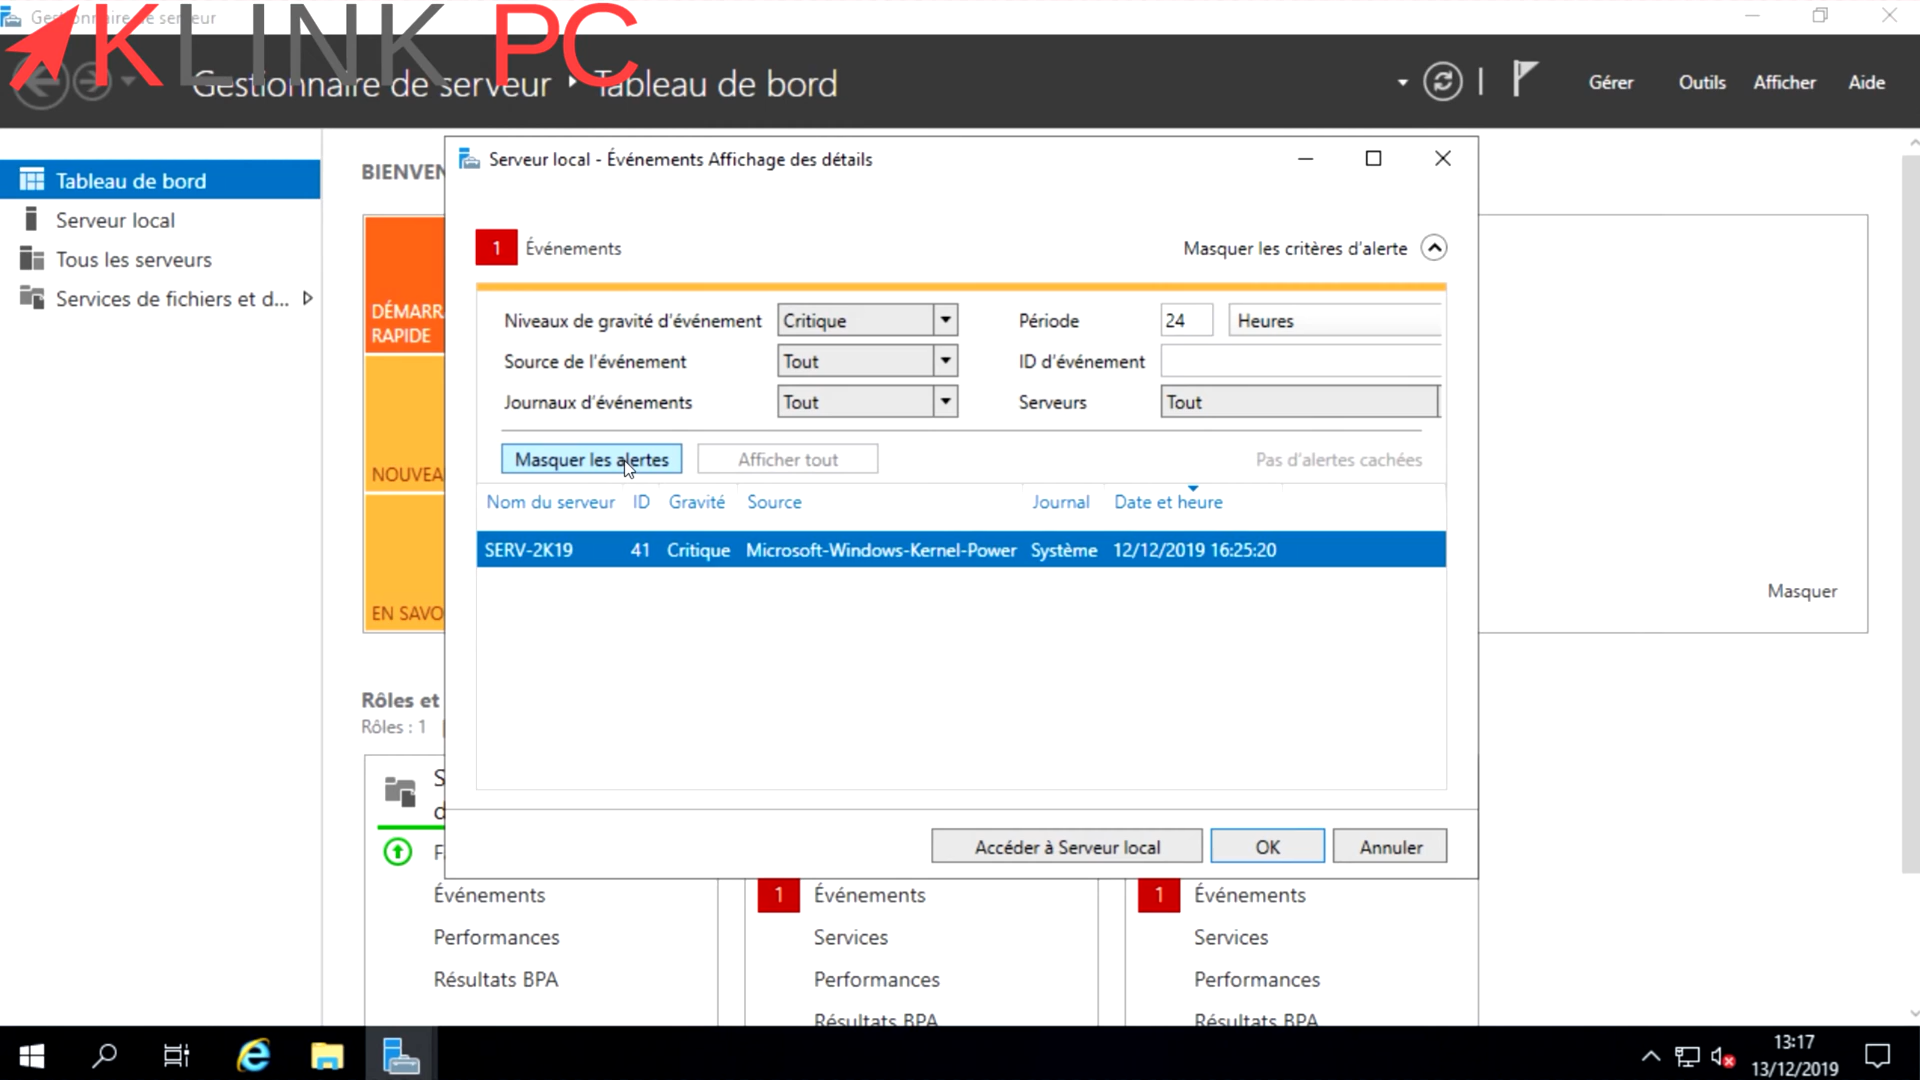 Gestionnaire de serveur
KLINK PC
Gestionnaire de serveur ‣ Tableau de bord
Gérer Outils Afficher Aide
Tableau de bord
Serveur local
Tous les serveurs
Services de fichiers et d...
BIENVEN
DÉMARR
RAPIDE
NOUVEA
EN SAVO
Masquer
Rôles et
Rôles : 1
Serveur local - Événements Affichage des détails
1 Événements
Masquer les critères d'alerte
Niveaux de gravité d'événement Critique Période 24 Heures
Source de l'événement Tout ID d'événement
Journaux d'événements Tout Serveurs Tout
Masquer les alertes Afficher tout Pas d'alertes cachées
Nom du serveur ID Gravité Source Journal Date et heure
SERV-2K19 41 Critique Microsoft-Windows-Kernel-Power Système 12/12/2019 16:25:20
Accéder à Serveur local OK Annuler
Événements 1 Événements 1 Événements
Performances Services Services
Résultats BPA Performances Performances
Résultats BPA Résultats BPA
13:17
13/12/2019